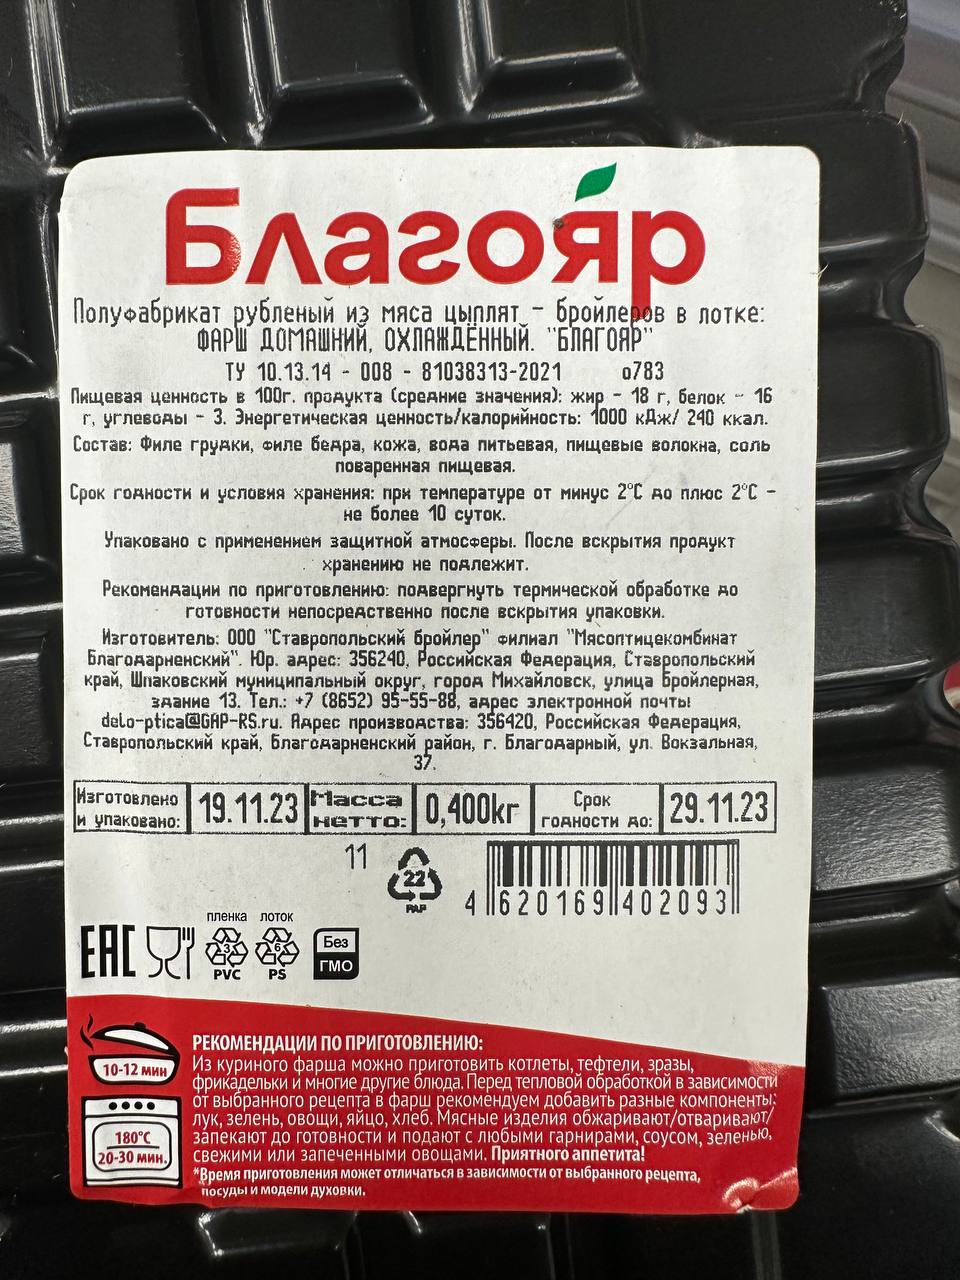 Благояр
Полуфабрикат рубленый из мяса цыплят - бройлеров в лотке:
ФАРШ ДОМАШНИЙ, ОХЛАЖДЁННЫЙ. "БЛАГОЯР"
ТУ 10.13.14 - 008 - 81038313-2021 о783
Пищевая ценность в 100г. продукта (средние значения): жир - 18 г, белок - 16
г, углеводы - 3. Энергетическая ценность/калорийность: 1000 кДж/ 240 ккал.
Состав: Филе грудки, филе бедра, кожа, вода питьевая, пищевые волокна, соль
поваренная пищевая.
Срок годности и условия хранения: при температуре от минус 2°С до плюс 2°С -
не более 10 суток.
Упаковано с применением защитной атмосферы. После вскрытия продукт
хранению не подлежит.
Рекомендации по приготовлению: подвергнуть термической обработке до
готовности непосредственно после вскрытия упаковки.
Изготовитель: ООО "Ставропольский бройлер" филиал "Мясоптицекомбинат
Благодарненский". Юр. адрес: 356240, Российская Федерация, Ставропольский
край, Шпаковский муниципальный округ, город Михайловск, улица Бройлерная,
здание 13. Тел.: +7 (8652) 95-55-88, адрес электронной почты
delo-ptica@GAP-RS.ru. Адрес производства: 356420, Российская Федерация,
Ставропольский край, Благодарненский район, г. Благодарный, ул. Вокзальная,
37.
Изготовлено
и упаковано:
19.11.23
Масса
нетто:
0,400kг
Срок
годности до:
29.11.23
11
22
PAP
4 620169 402093
EAC
пленка
3
PVC
лоток
6
PS
Без
ГМО
10-12 мин
180°С
20-30 мин.
РЕКОМЕНДАЦИИ ПО ПРИГОТОВЛЕНИЮ:
Из куриного фарша можно приготовить котлеты, тефтели, зразы,
фрикадельки и многие другие блюда. Перед тепловой обработкой в зависимости
от выбранного рецепта в фарш рекомендуем добавить разные компоненты:
лук, зелень, овощи, яйцо, хлеб. Мясные изделия обжаривают/отваривают/
запекают до готовности и подают с любыми гарнирами, соусом, зеленью,
свежими или запеченными овощами. Приятного аппетита!
*Время приготовления может отличаться в зависимости от выбранного рецепта,
посуды и модели духовки.